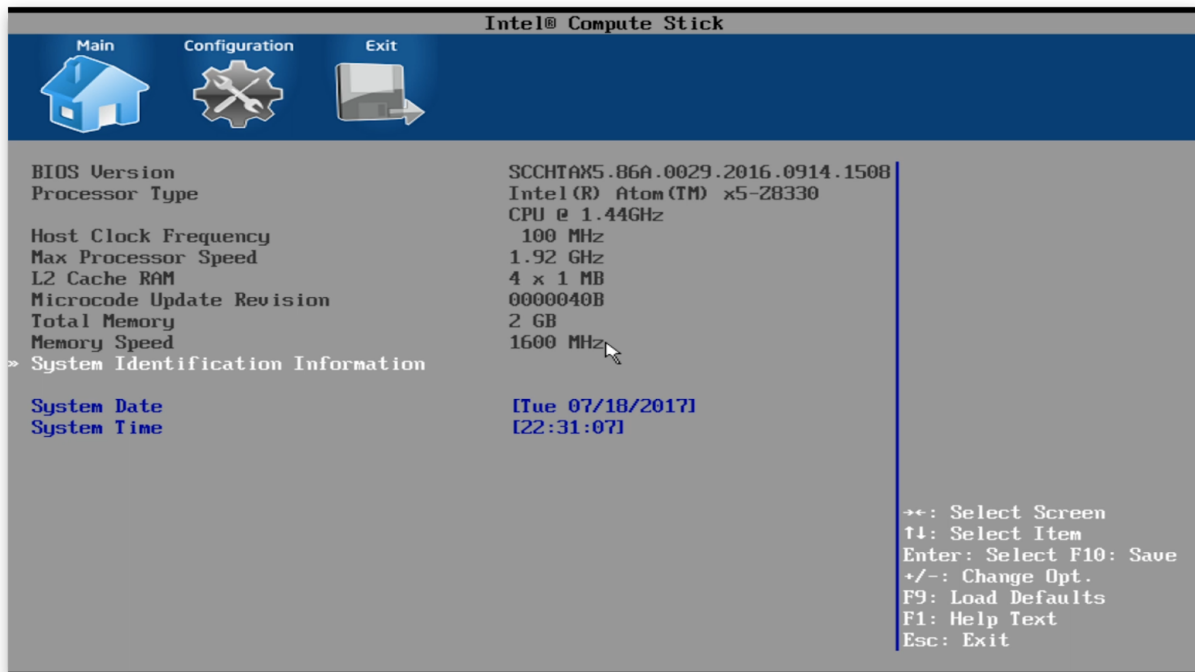 Intel® Compute Stick
Main Configuration Exit
BIOS Version SCCHTAX5.86A.0029.2016.0914.1508
Processor Type Intel(R) Atom(TM) x5-Z8330
CPU @ 1.44GHz
Host Clock Frequency 100 MHz
Max Processor Speed 1.92 GHz
L2 Cache RAM 4 x 1 MB
Microcode Update Revision 0000040B
Total Memory 2 GB
Memory Speed 1600 MHz
» System Identification Information
System Date [Tue 07/18/2017]
System Time [22:31:07]
→←: Select Screen
↑↓: Select Item
Enter: Select F10: Save
+/-: Change Opt.
F9: Load Defaults
F1: Help Text
Esc: Exit